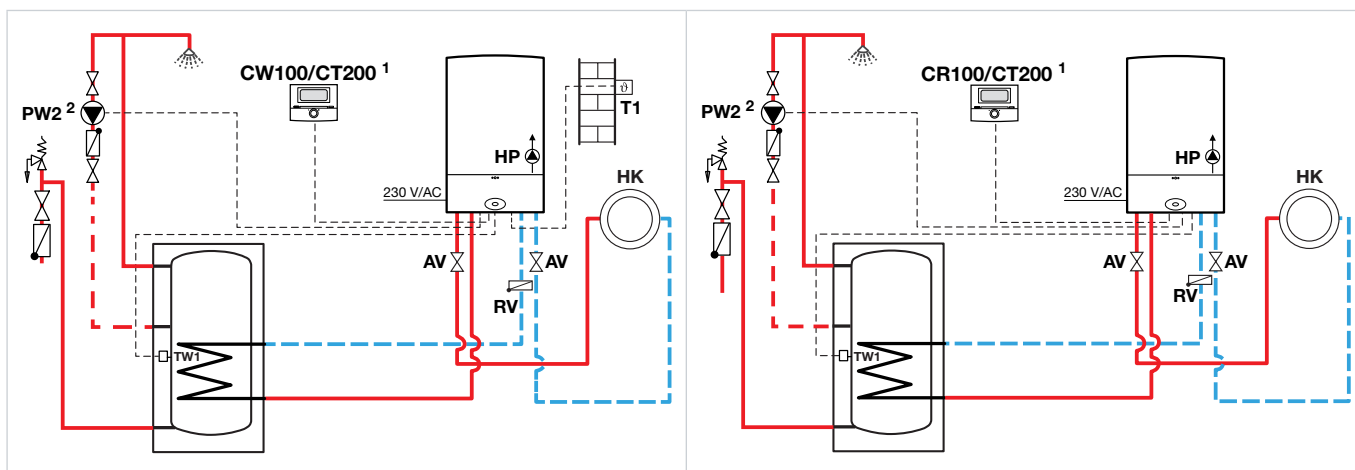 CW100/CT200 1
PW2 2
ϑ
T1
HP
HK
230 V/AC
AV
AV
RV
TW1
CR100/CT200 1
PW2 2
HP
HK
230 V/AC
AV
AV
RV
TW1